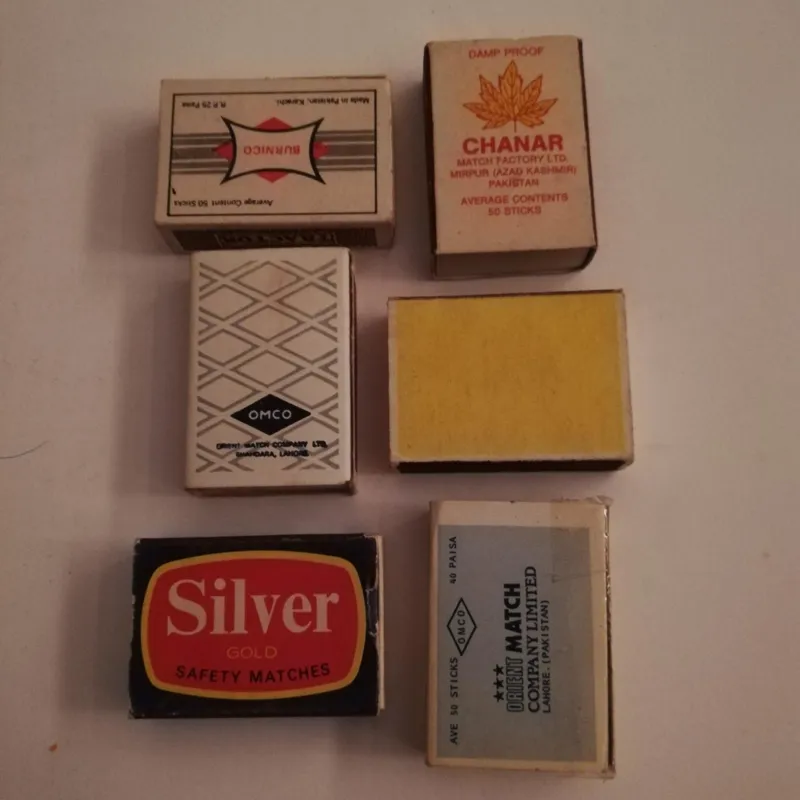 Made in Pakistan, Karachi.
R.P. 25 Paisa
BURNICO
Average Content 50 Sticks
TRACTOR
DAMP PROOF
CHANAR
MATCH FACTORY LTD.
MIRPUR (AZAD KASHMIR)
PAKISTAN
AVERAGE CONTENTS
50 STICKS
OMCO
ORIENT MATCH COMPANY LTD.
SHAHDARA, LAHORE.
Silver
GOLD
SAFETY MATCHES
AVE 50 STICKS OMCO 40 PAISA
ORIENT MATCH
COMPANY LIMITED
LAHORE. (PAKISTAN)